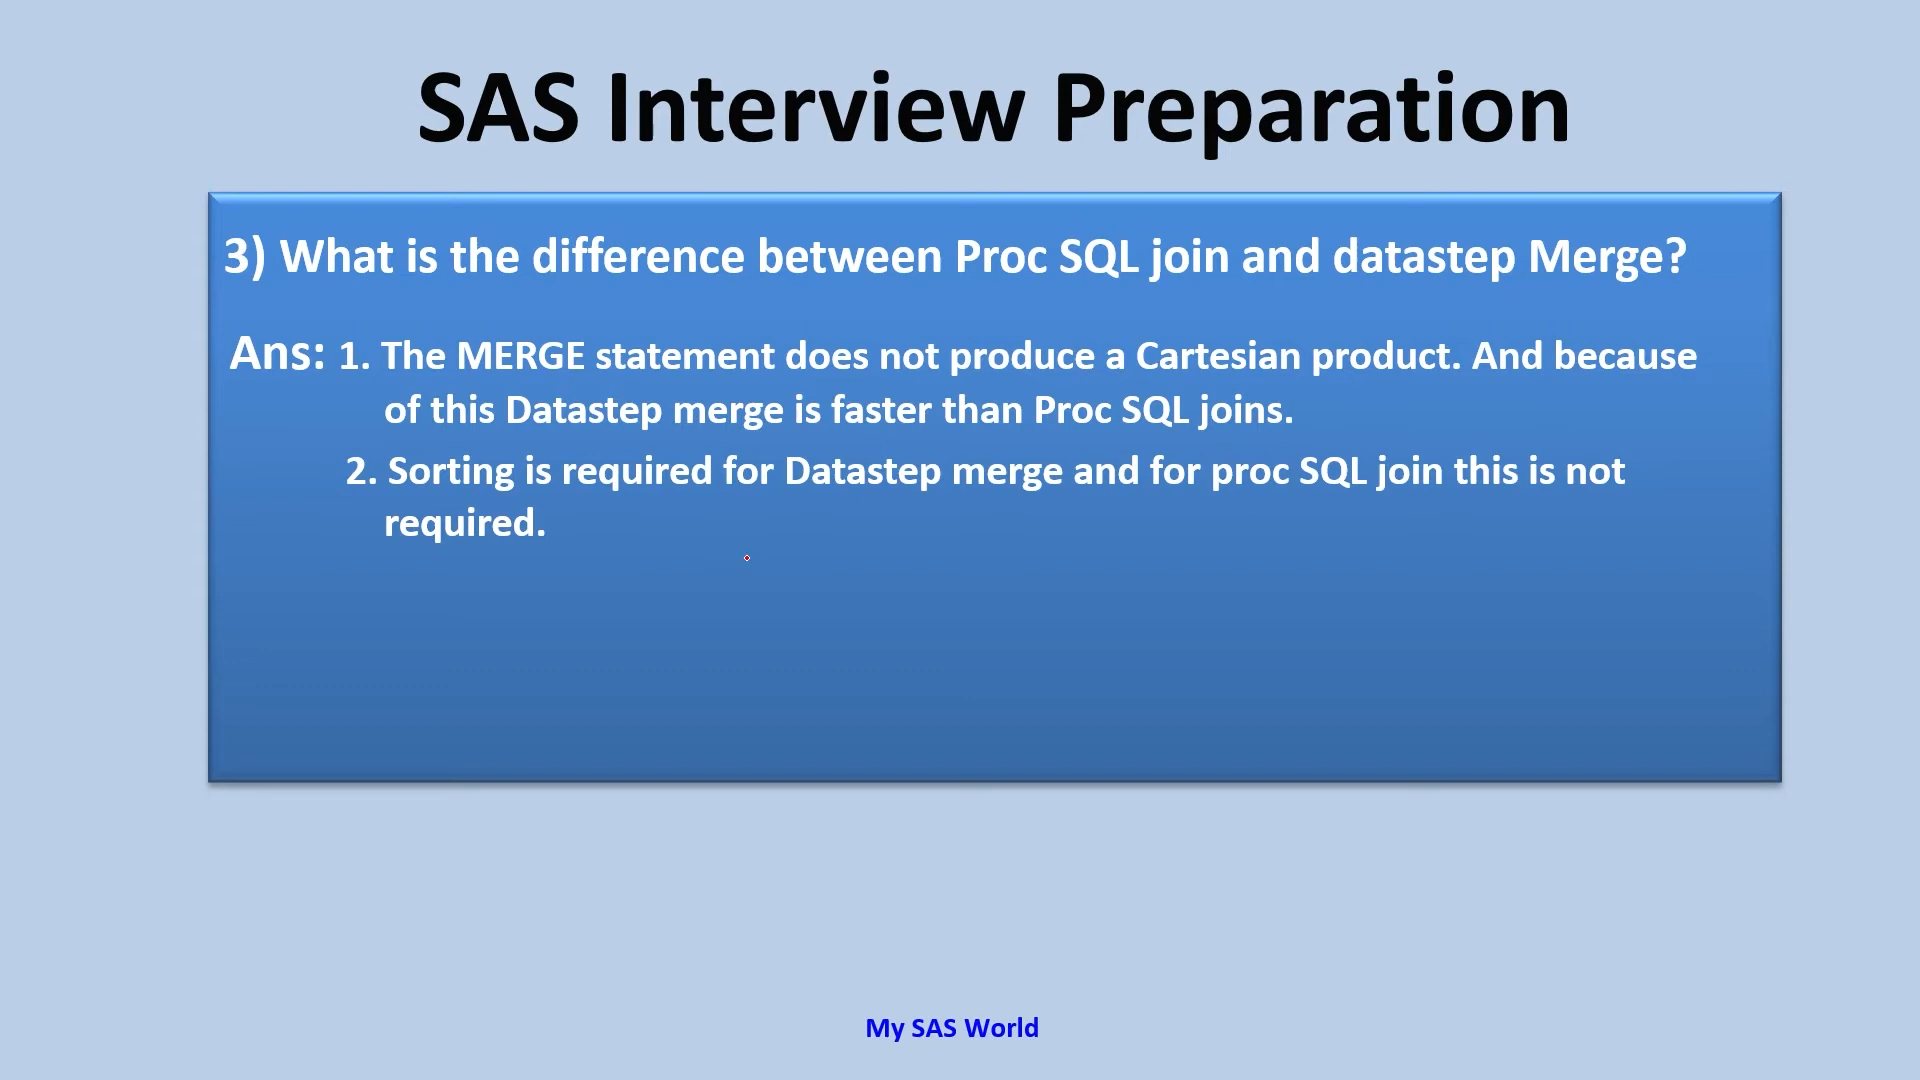 SAS Interview Preparation
3) What is the difference between Proc SQL join and datastep Merge?
Ans: 1. The MERGE statement does not produce a Cartesian product. And because
of this Datastep merge is faster than Proc SQL joins.
2. Sorting is required for Datastep merge and for proc SQL join this is not
required.
My SAS World